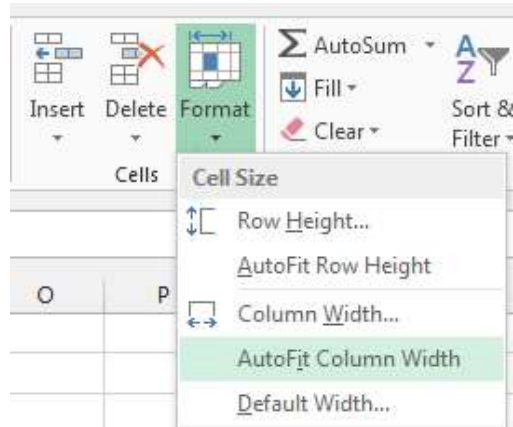 Insert Delete Format
Cells
AutoSum
Fill
Clear
Sort &
Filter
Cell Size
Row Height...
AutoFit Row Height
Column Width...
AutoFit Column Width
Default Width...
O P